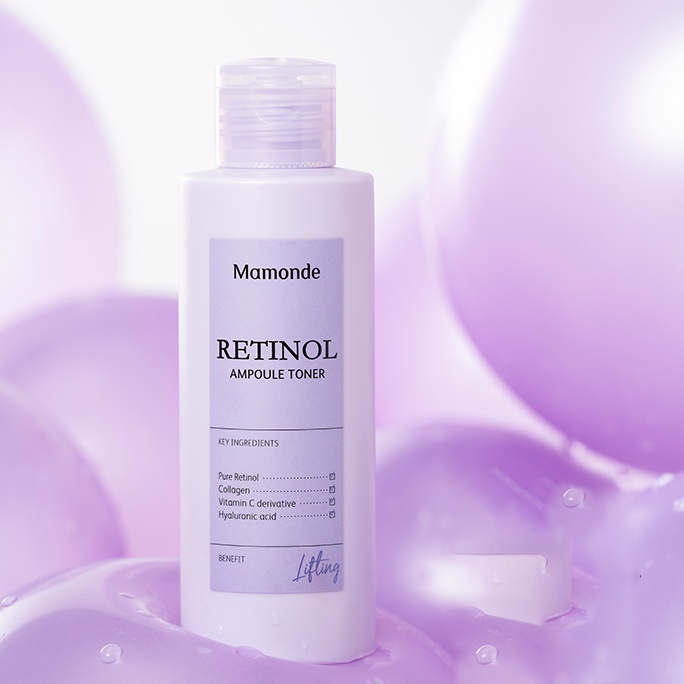 Mamonde
RETINOL
AMPOULE TONER
KEY INGREDIENTS
Pure Retinol
Collagen
Vitamin C derivative
Hyaluronic acid
BENEFIT Lifting